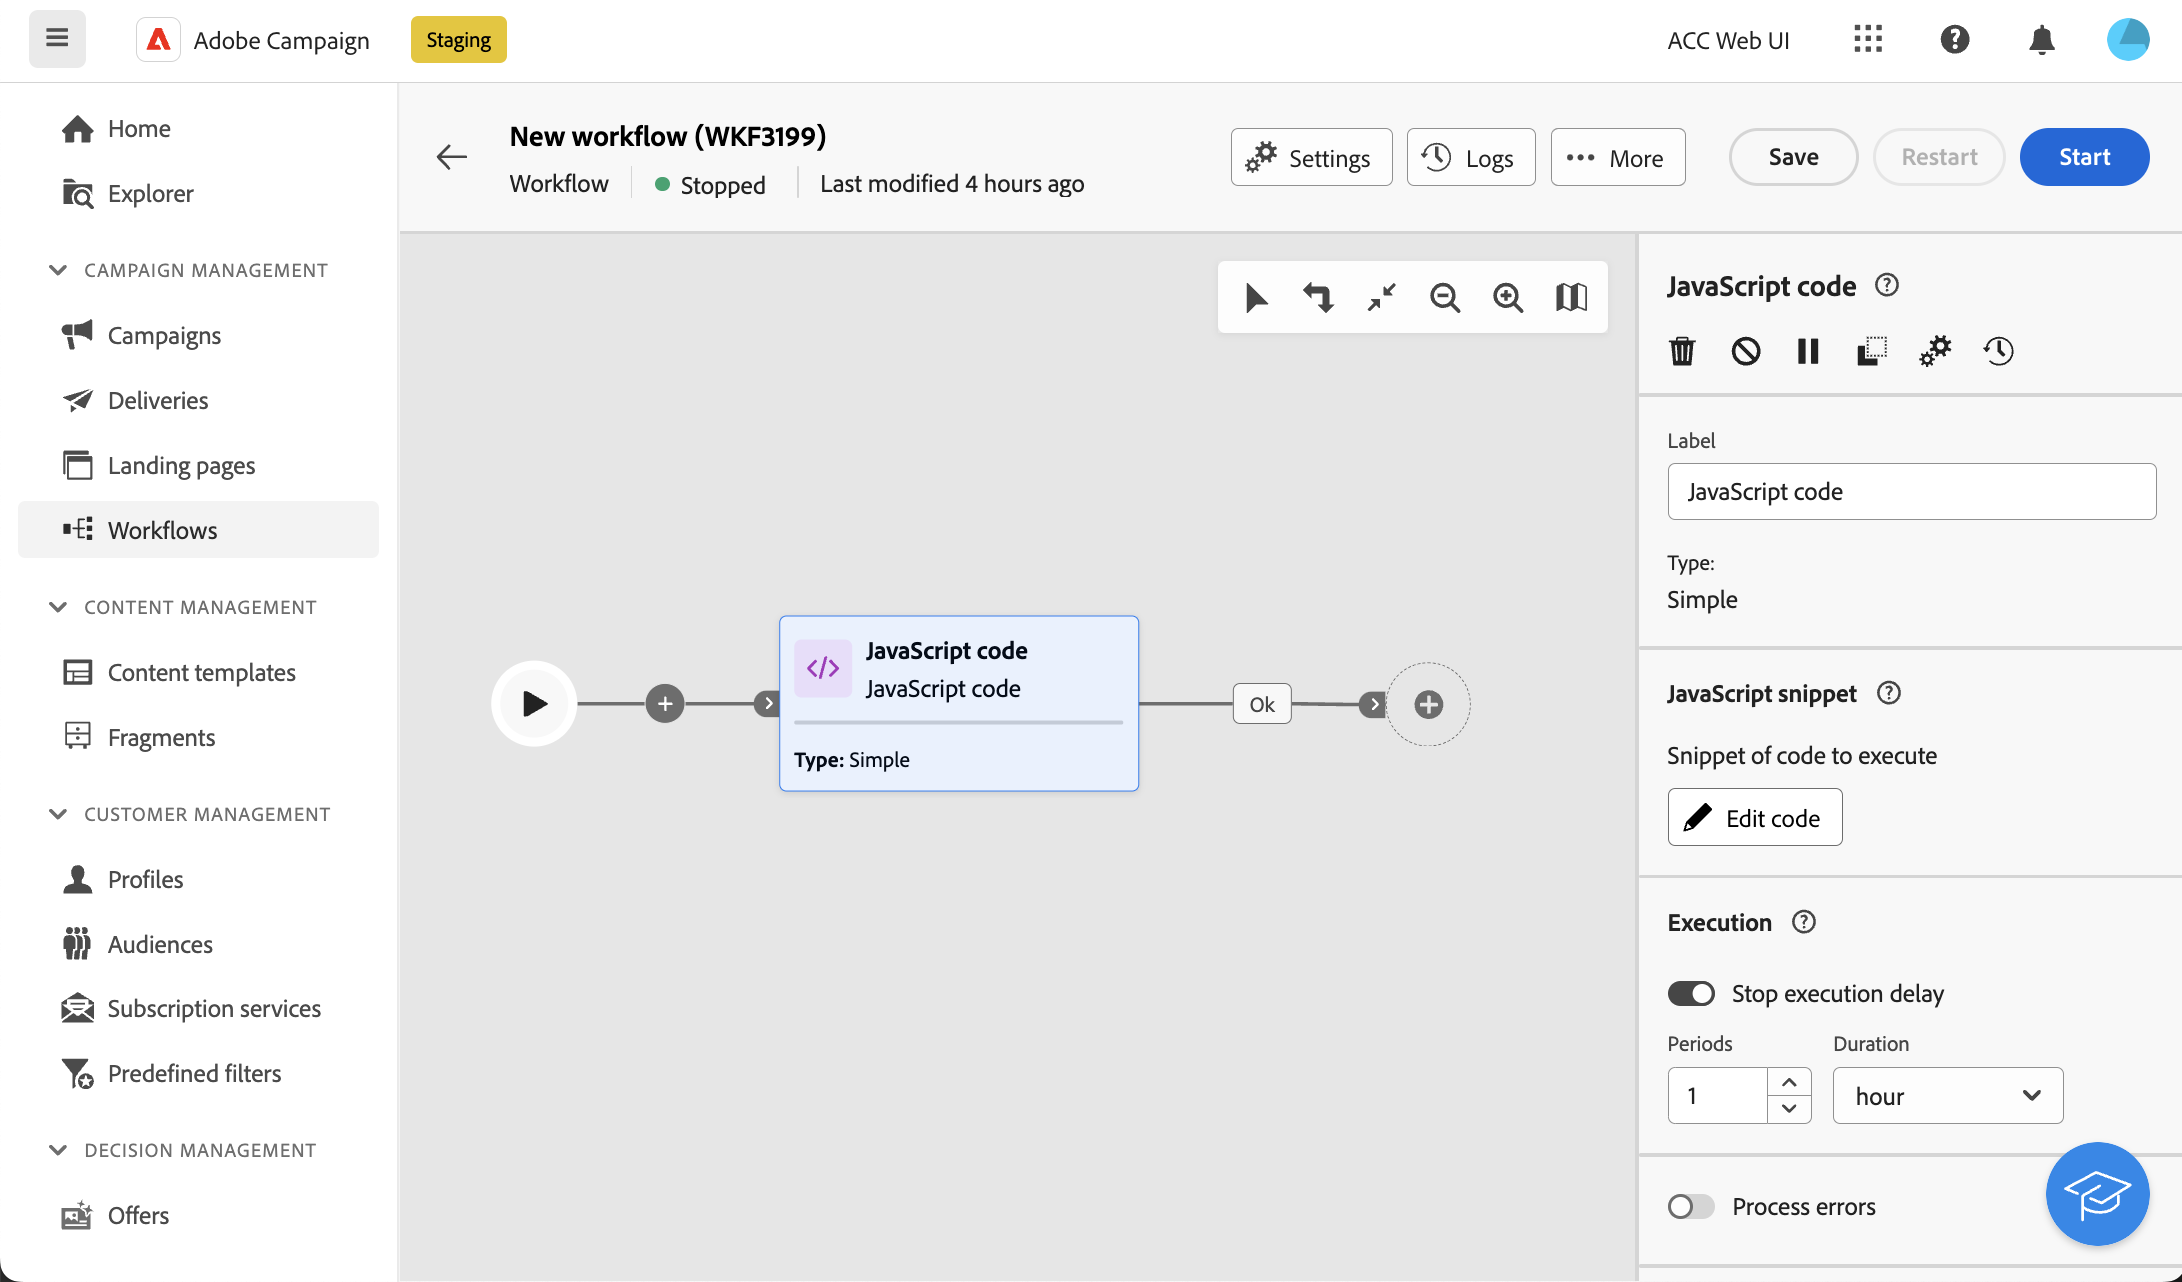 Adobe Campaign
Staging
ACC Web UI
Home
Explorer
CAMPAIGN MANAGEMENT
Campaigns
Deliveries
Landing pages
Workflows
CONTENT MANAGEMENT
Content templates
Fragments
CUSTOMER MANAGEMENT
Profiles
Audiences
Subscription services
Predefined filters
DECISION MANAGEMENT
Offers
New workflow (WKF3199)
Workflow
Stopped
Last modified 4 hours ago
Settings
Logs
More
Save
Restart
Start
JavaScript code
JavaScript code
Type: Simple
Ok
JavaScript code
Label
JavaScript code
Type:
Simple
JavaScript snippet
Snippet of code to execute
Edit code
Execution
Stop execution delay
Periods
Duration
1
hour
Process errors